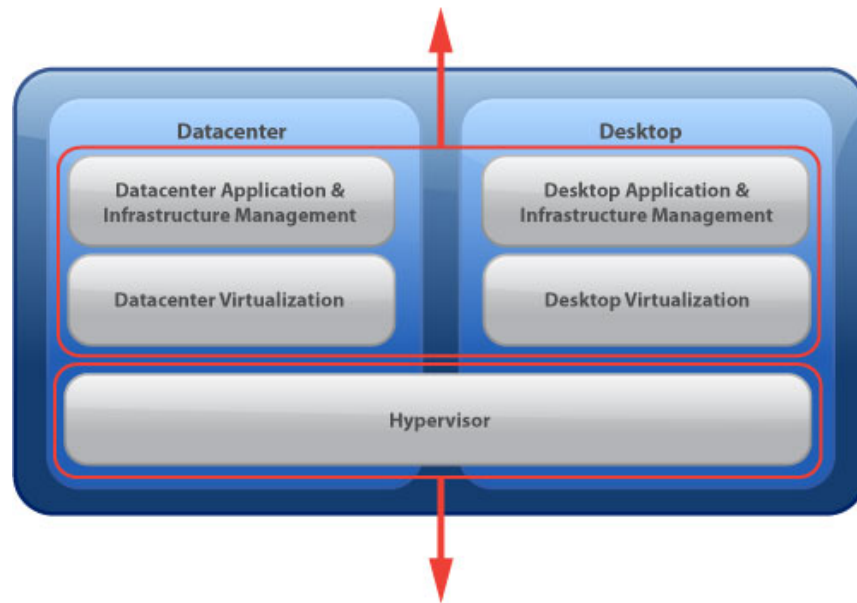 Datacenter
Desktop
Datacenter Application &
Infrastructure Management
Desktop Application &
Infrastructure Management
Datacenter Virtualization
Desktop Virtualization
Hypervisor